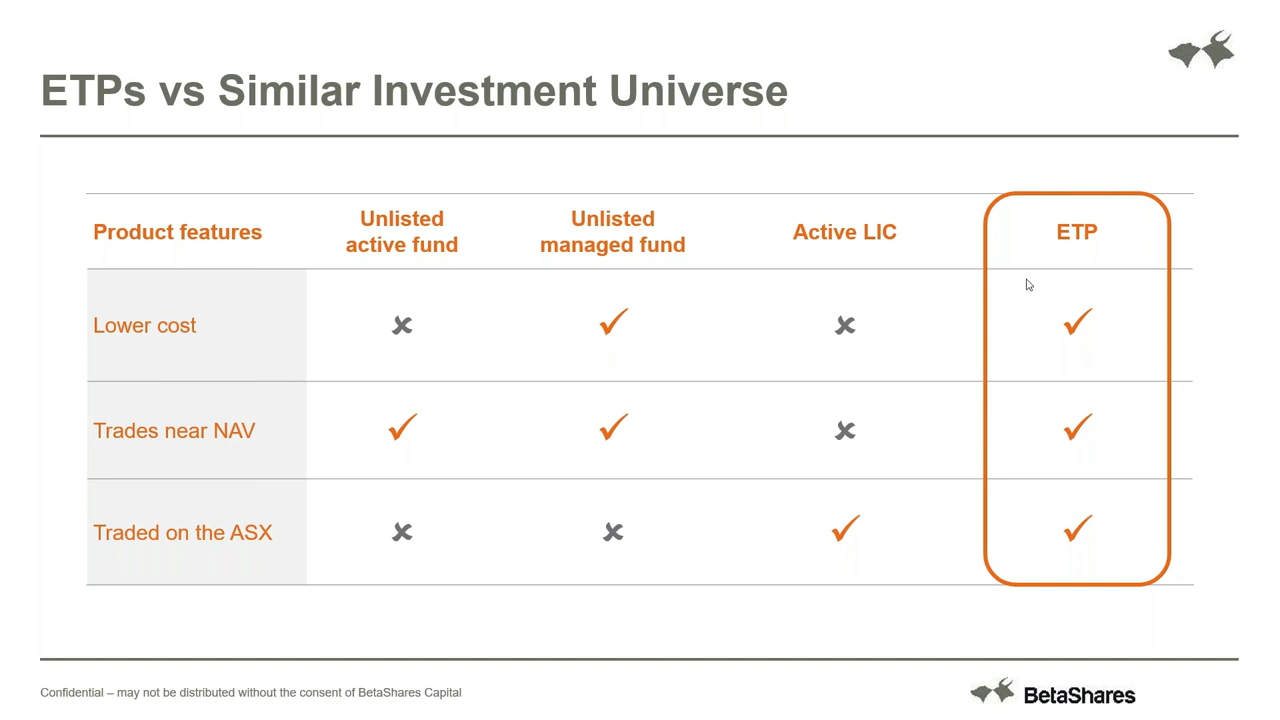 ETPs vs Similar Investment Universe
Product features
Unlisted
active fund
Unlisted
managed fund
Active LIC
ETP
Lower cost
Trades near NAV
Traded on the ASX
Confidential – may not be distributed without the consent of BetaShares Capital
BetaShares